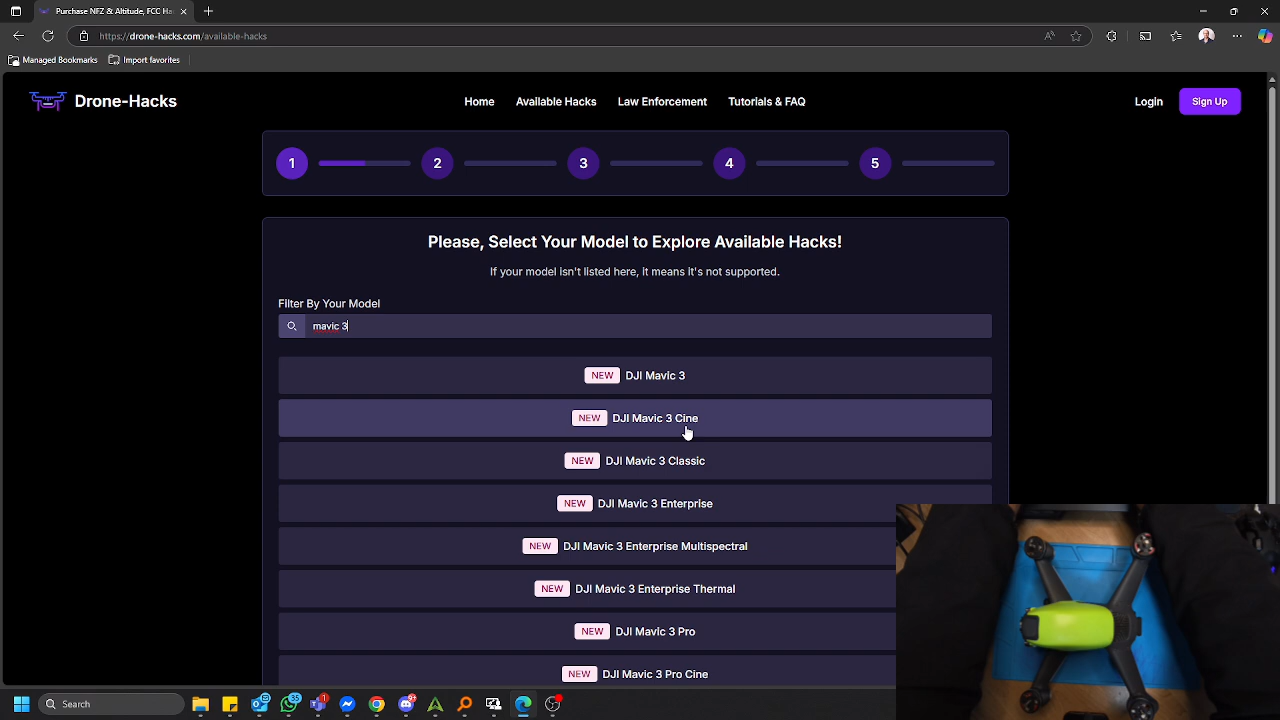 Purchase NFZ & Altitude, FCC Ha
https://drone-hacks.com/available-hacks
Managed Bookmarks
Import favorites
Drone-Hacks
Home
Available Hacks
Law Enforcement
Tutorials & FAQ
Login
Sign Up
1
2
3
4
5
Please, Select Your Model to Explore Available Hacks!
If your model isn't listed here, it means it's not supported.
Filter By Your Model
mavic 3
NEW DJI Mavic 3
NEW DJI Mavic 3 Cine
NEW DJI Mavic 3 Classic
NEW DJI Mavic 3 Enterprise
NEW DJI Mavic 3 Enterprise Multispectral
NEW DJI Mavic 3 Enterprise Thermal
NEW DJI Mavic 3 Pro
NEW DJI Mavic 3 Pro Cine
Search
35
1
9+